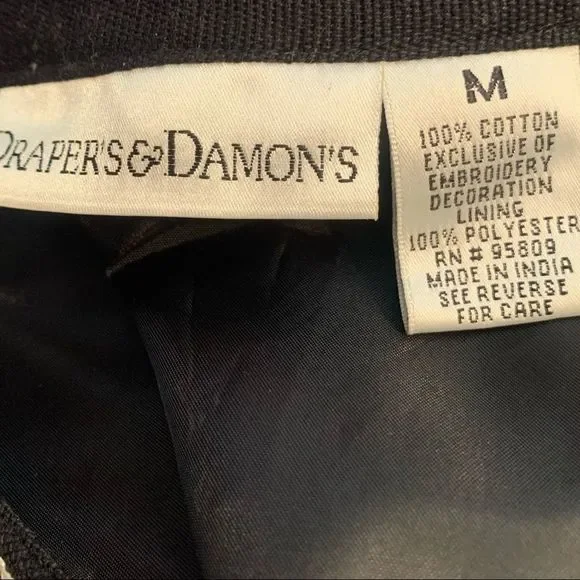 DRAPER'S & DAMON'S
M
100% COTTON
EXCLUSIVE OF
EMBROIDERY
DECORATION
LINING
100% POLYESTER
RN # 95809
MADE IN INDIA
SEE REVERSE
FOR CARE